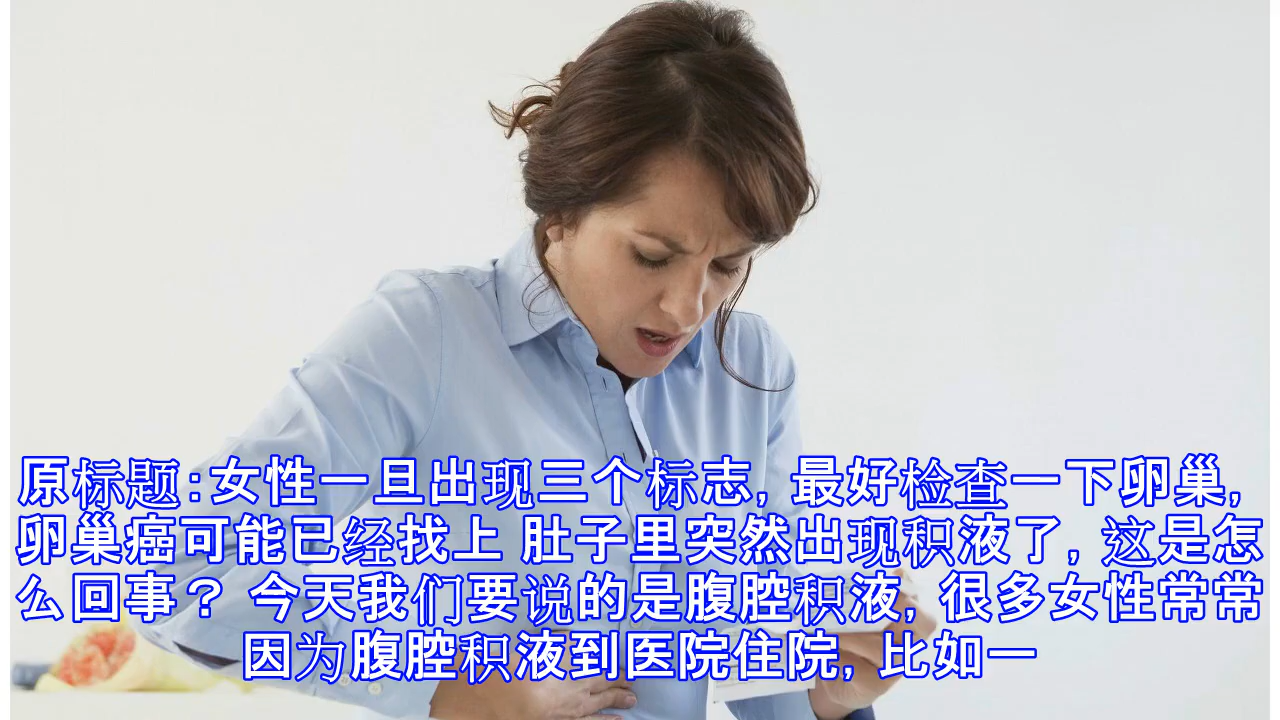 原标题:女性一旦出现三个标志, 最好检查一下卵巢,
卵巢癌可能已经找上 肚子里突然出现积液了, 这是怎
么回事？ 今天我们要说的是腹腔积液, 很多女性常常
因为腹腔积液到医院住院, 比如一